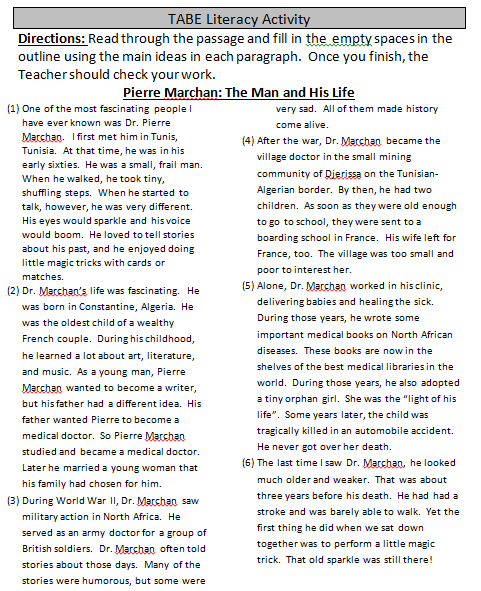 TABE Literacy Activity
Directions: Read through the passage and fill in the empty spaces in the
outline using the main ideas in each paragraph. Once you finish, the
Teacher should check your work.
Pierre Marchan: The Man and His Life
(1) One of the most fascinating people I
have ever known was Dr. Pierre
Marchan. I first met him in Tunis,
Tunisia. At that time, he was in his
early sixties. He was a small, frail man.
When he walked, he took tiny,
shuffling steps. When he started to
talk, however, he was very different.
His eyes would sparkle and his voice
would boom. He loved to tell stories
about his past, and he enjoyed doing
little magic tricks with cards or
matches.
(2) Dr. Marchan's life was fascinating. He
was born in Constantine, Algeria. He
was the oldest child of a wealthy
French couple. During his childhood,
he learned a lot about art, literature,
and music. As a young man, Pierre
Marchan wanted to become a writer,
but his father had a different idea. His
father wanted Pierre to become a
medical doctor. So Pierre Marchan
studied and became a medical doctor.
Later he married a young woman that
his family had chosen for him.
(3) During World War II, Dr. Marchan saw
military action in North Africa. He
served as an army doctor for a group of
British soldiers. Dr. Marchan often told
stories about those days. Many of the
stories were humorous, but some were
very sad. All of them made history
come alive.
(4) After the war, Dr. Marchan became the
village doctor in the small mining
community of Djerissa on the Tunisian-
Algerian border. By then, he had two
children. As soon as they were old enough
to go to school, they were sent to a
boarding school in France. His wife left for
France, too. The village was too small and
poor to interest her.
(5) Alone, Dr. Marchan worked in his clinic,
delivering babies and healing the sick.
During those years, he wrote some
important medical books on North African
diseases. These books are now in the
shelves of the best medical libraries in the
world. During those years, he also adopted
a tiny orphan girl. She was the "light of his
life". Some years later, the child was
tragically killed in an automobile accident.
He never got over her death.
(6) The last time I saw Dr. Marchan, he looked
much older and weaker. That was about
three years before his death. He had had a
stroke and was barely able to walk. Yet the
first thing he did when we sat down
together was to perform a little magic
trick. That old sparkle was still there!